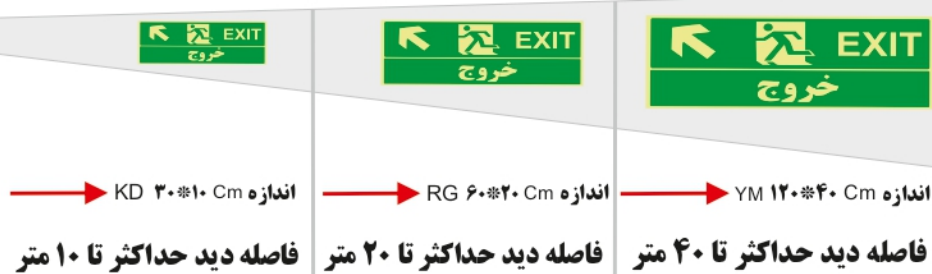 EXIT
خروج
EXIT
خروج
EXIT
خروج
اندازه KD ۳۰*۱۰ Cm
اندازه RG ۶۰*۲۰ Cm
اندازه YM ۱۲۰*۴۰ Cm
فاصله دید حداکثر تا ۱۰ متر
فاصله دید حداکثر تا ۲۰ متر
فاصله دید حداکثر تا ۴۰ متر